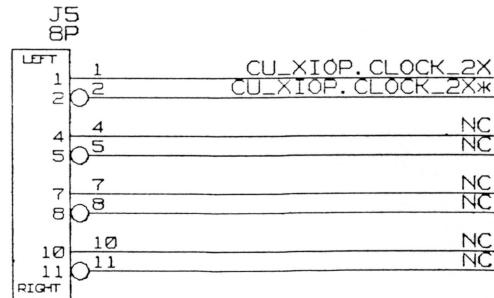 J5
8P
LEFT
1 1 CU_XIOP.CLOCK_2X
2 2 CU_XIOP.CLOCK_2X*
4 4 NC
5 5 NC
7 7 NC
8 8 NC
10 10 NC
11 11 NC
RIGHT